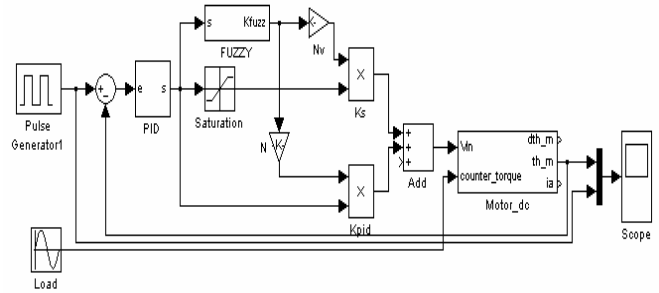 s Kfuzz
FUZZY
Nv
K-
Pulse
Generator1
+
-
e s
PID
Saturation
X
Ks
N
K-
X
Kpid
+
+
+
Add
Vin
counter_torque
dth_m
th_m
ia
Motor_dc
Scope
Load